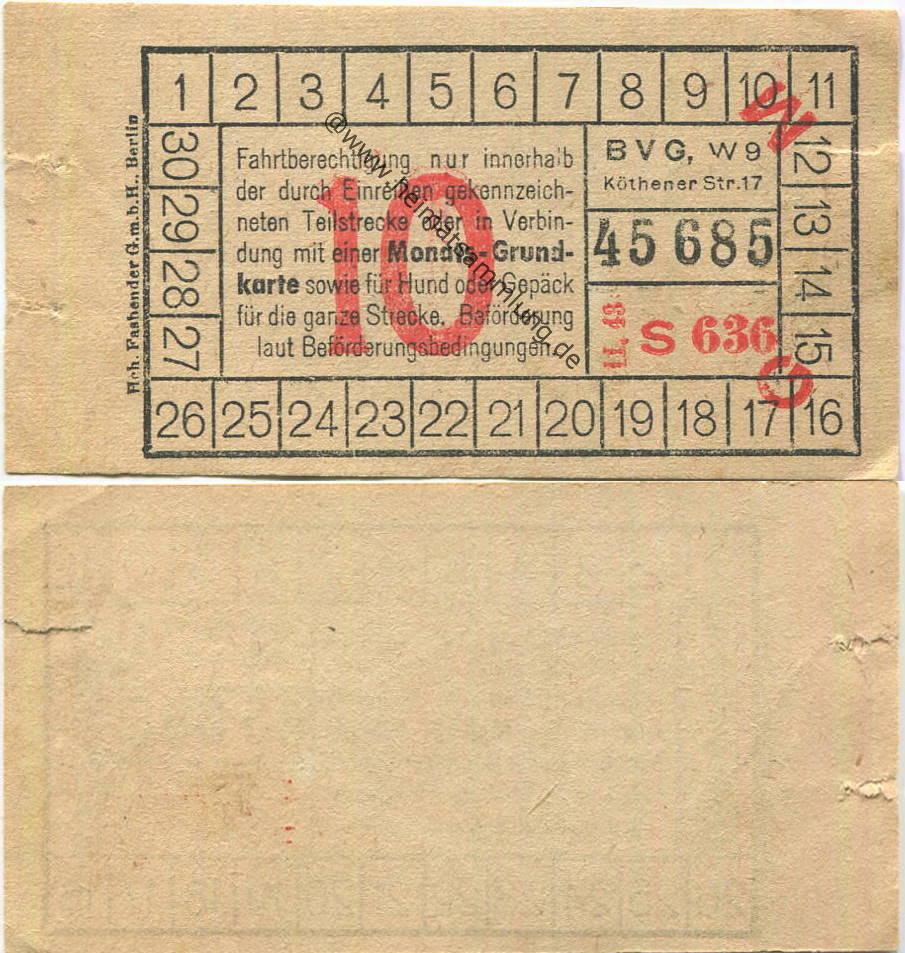 1 2 3 4 5 6 7 8 9 10 11
12
13
14
15
16
17
18
19
20
21
22
23
24
25
26
27
28
29
30
Hch. Fasbender G.m.b.H., Berlin
Fahrtberechtigung nur innerhalb
der durch Einreißen gekennzeich-
neten Teilstrecke oder in Verbin-
dung mit einer Monats-Grund-
karte sowie für Hund oder Gepäck
für die ganze Strecke. Beförderung
laut Beförderungsbedingungen.
10
BVG, W9
Köthener Str.17
45685
11. 43
S 636
W
G
@www.heimatsammlung.de